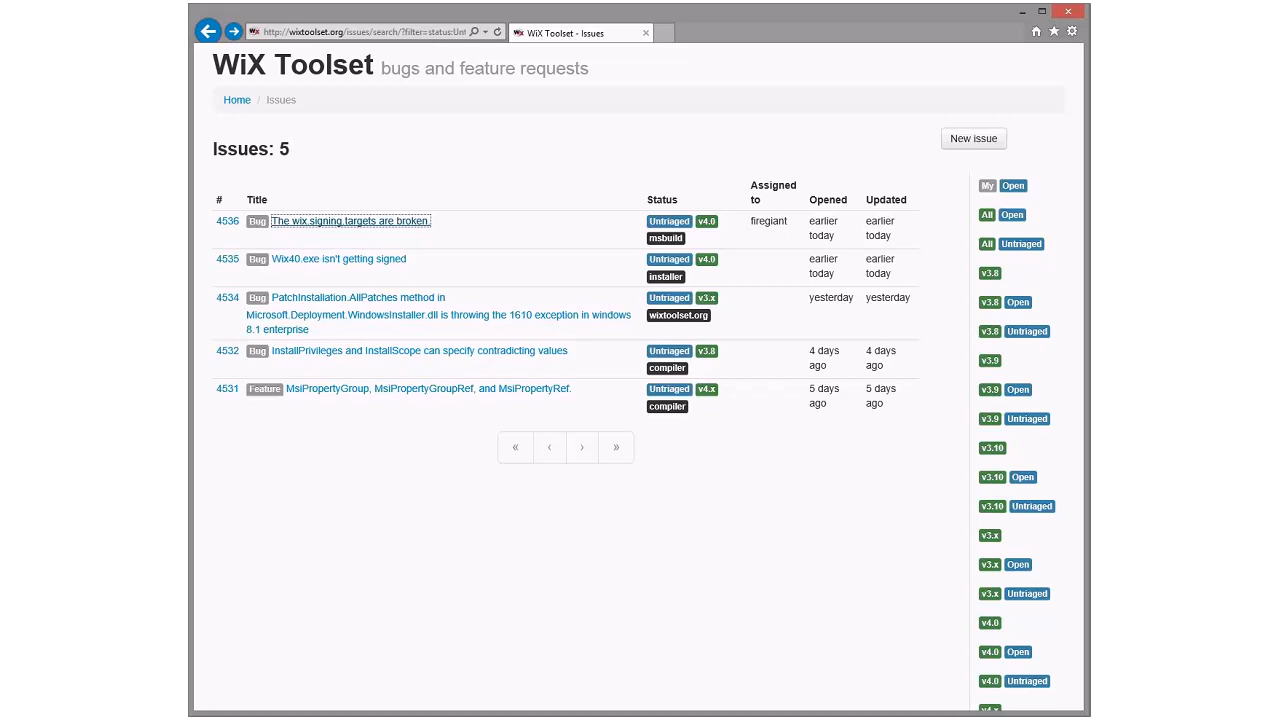 http://wixtoolset.org/issues/search/?filter=status:Unt
WiX Toolset - Issues
WiX Toolset bugs and feature requests
Home / Issues
Issues: 5
New issue
# Title Status Assigned to Opened Updated
4536 Bug The wix.signing.targets are broken. Untriaged v4.0 msbuild firegiant earlier today earlier today
4535 Bug Wix40.exe isn't getting signed Untriaged v4.0 installer earlier today earlier today
4534 Bug PatchInstallation.AllPatches method in Untriaged v3.x yesterday yesterday
Microsoft.Deployment.WindowsInstaller.dll is throwing the 1610 exception in windows wixtoolset.org
8.1 enterprise
4532 Bug InstallPrivileges and InstallScope can specify contradicting values Untriaged v3.8 compiler 4 days ago 4 days ago
4531 Feature MsiPropertyGroup, MsiPropertyGroupRef, and MsiPropertyRef. Untriaged v4.x compiler 5 days ago 5 days ago
« ‹ › »
My Open
All Open
All Untriaged
v3.8
v3.8 Open
v3.8 Untriaged
v3.9
v3.9 Open
v3.9 Untriaged
v3.10
v3.10 Open
v3.10 Untriaged
v3.x
v3.x Open
v3.x Untriaged
v4.0
v4.0 Open
v4.0 Untriaged